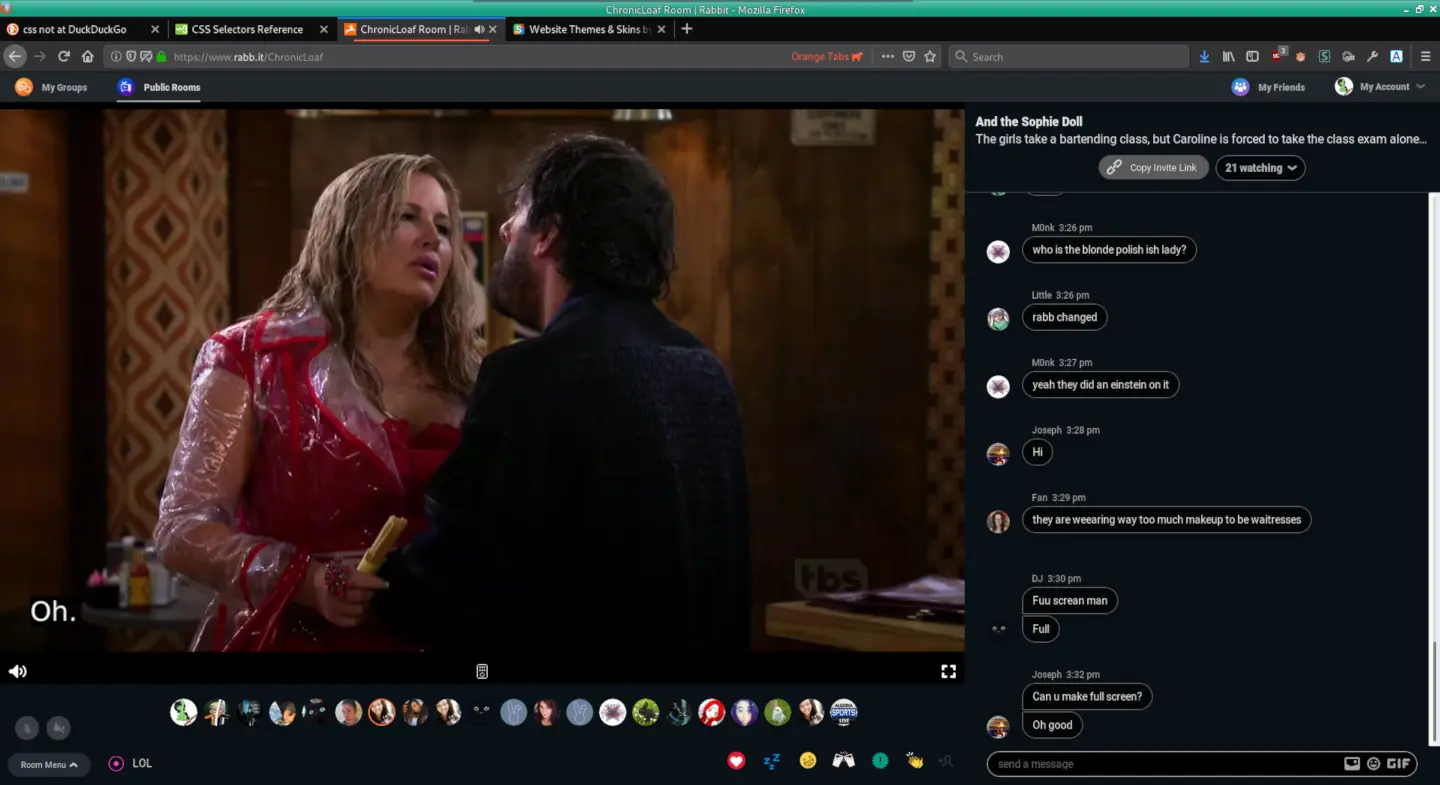 ChronicLoaf Room | Rabbit - Mozilla Firefox
css not at DuckDuckGo
CSS Selectors Reference
ChronicLoaf Room | Ra
Website Themes & Skins b
https://www.rabb.it/ChronicLoaf
Orange Tabs
Search
3
My Groups
Public Rooms
My Friends
My Account
And the Sophie Doll
The girls take a bartending class, but Caroline is forced to take the class exam alone...
Copy Invite Link
21 watching
M0nk 3:26 pm
who is the blonde polish ish lady?
Little 3:26 pm
rabb changed
M0nk 3:27 pm
yeah they did an einstein on it
Joseph 3:28 pm
Hi
Fan 3:29 pm
they are weearing way too much makeup to be waitresses
DJ 3:30 pm
Fuu screan man
Full
Joseph 3:32 pm
Can u make full screen?
Oh good
send a message
GIF
tbs
Oh.
ALGERIA
SPORTS
LIVE
Room Menu
LOL